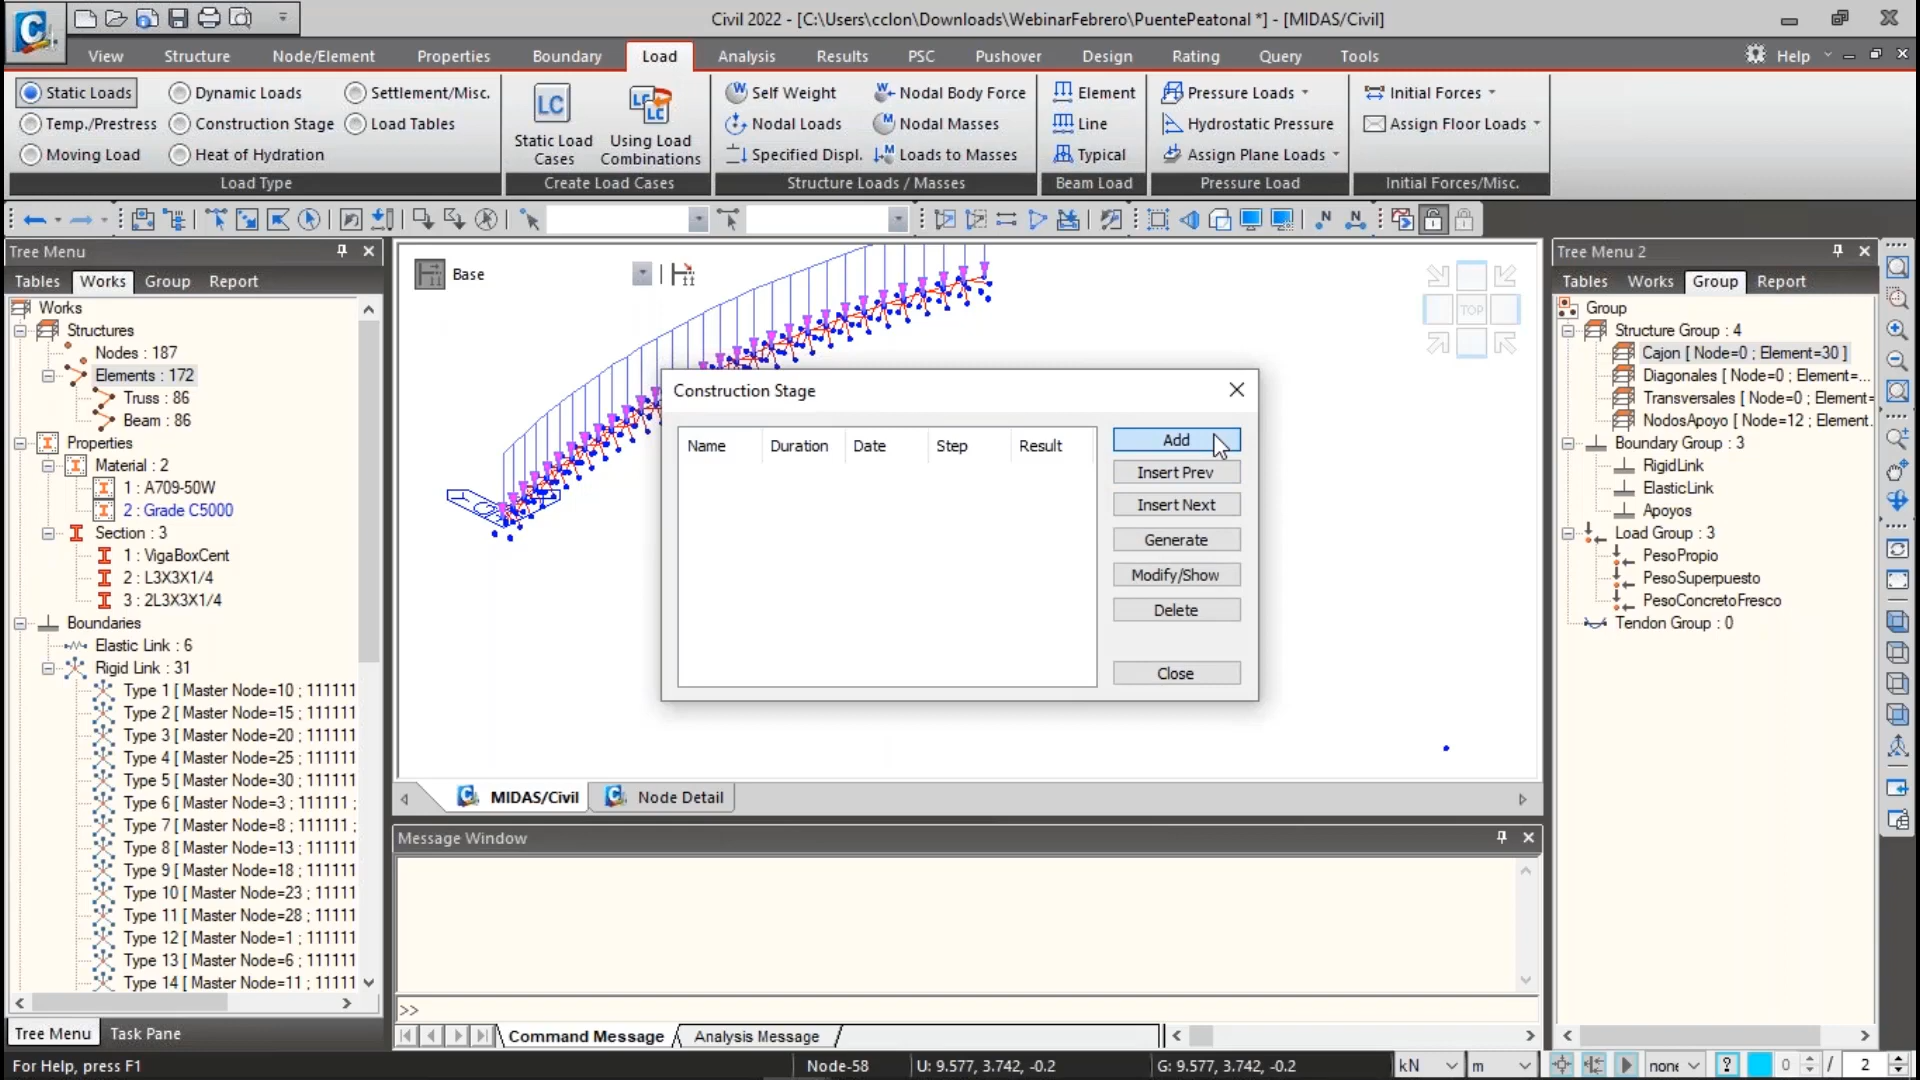 Civil 2022 - [C:\Users\cclon\Downloads\WebinarFebrero\PuentePeatonal *] - [MIDAS/Civil]
View Structure Node/Element Properties Boundary Load Analysis Results PSC Pushover Design Rating Query Tools Help
Static Loads Dynamic Loads Settlement/Misc.
Temp./Prestress Construction Stage Load Tables
Moving Load Heat of Hydration
Load Type
LC
Static Load Cases
Using Load Combinations
Create Load Cases
Self Weight Nodal Body Force
Nodal Loads Nodal Masses
Specified Displ. Loads to Masses
Structure Loads / Masses
Element
Line
Typical
Beam Load
Pressure Loads
Hydrostatic Pressure
Assign Plane Loads
Pressure Load
Initial Forces
Assign Floor Loads
Initial Forces/Misc.
Tree Menu
Tables Works Group Report
Works
Structures
Nodes : 187
Elements : 172
Truss : 86
Beam : 86
Properties
Material : 2
1 : A709-50W
2 : Grade C5000
Section : 3
1 : VigaBoxCent
2 : L3X3X1/4
3 : 2L3X3X1/4
Boundaries
Elastic Link : 6
Rigid Link : 31
Type 1 [ Master Node=10 ; 111111
Type 2 [ Master Node=15 ; 111111
Type 3 [ Master Node=20 ; 111111
Type 4 [ Master Node=25 ; 111111
Type 5 [ Master Node=30 ; 111111
Type 6 [ Master Node=3 ; 111111 ;
Type 7 [ Master Node=8 ; 111111 ;
Type 8 [ Master Node=13 ; 111111
Type 9 [ Master Node=18 ; 111111
Type 10 [ Master Node=23 ; 11111
Type 11 [ Master Node=28 ; 11111
Type 12 [ Master Node=1 ; 111111
Type 13 [ Master Node=6 ; 111111
Type 14 [ Master Node=11 ; 11111
Tree Menu Task Pane
Base
TOP
Construction Stage
Name Duration Date Step Result
Add
Insert Prev
Insert Next
Generate
Modify/Show
Delete
Close
MIDAS/Civil Node Detail
Message Window
>>
Command Message Analysis Message
Tree Menu 2
Tables Works Group Report
Group
Structure Group : 4
Cajon [ Node=0 ; Element=30 ]
Diagonales [ Node=0 ; Element=...
Transversales [ Node=0 ; Element=
NodosApoyo [ Node=12 ; Element.
Boundary Group : 3
RigidLink
ElasticLink
Apoyos
Load Group : 3
PesoPropio
PesoSuperpuesto
PesoConcretoFresco
Tendon Group : 0
For Help, press F1 Node-58 U: 9.577, 3.742, -0.2 G: 9.577, 3.742, -0.2 kN m none ? 0 / 2